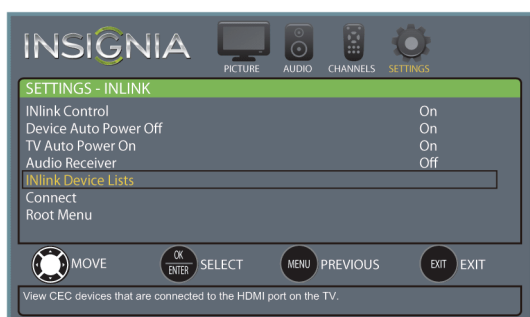 INSIGNIA
PICTURE AUDIO CHANNELS SETTINGS
SETTINGS - INLINK
INlink Control On
Device Auto Power Off On
TV Auto Power On On
Audio Receiver Off
INlink Device Lists
Connect
Root Menu
MOVE OK ENTER SELECT MENU PREVIOUS EXIT EXIT
View CEC devices that are connected to the HDMI port on the TV.